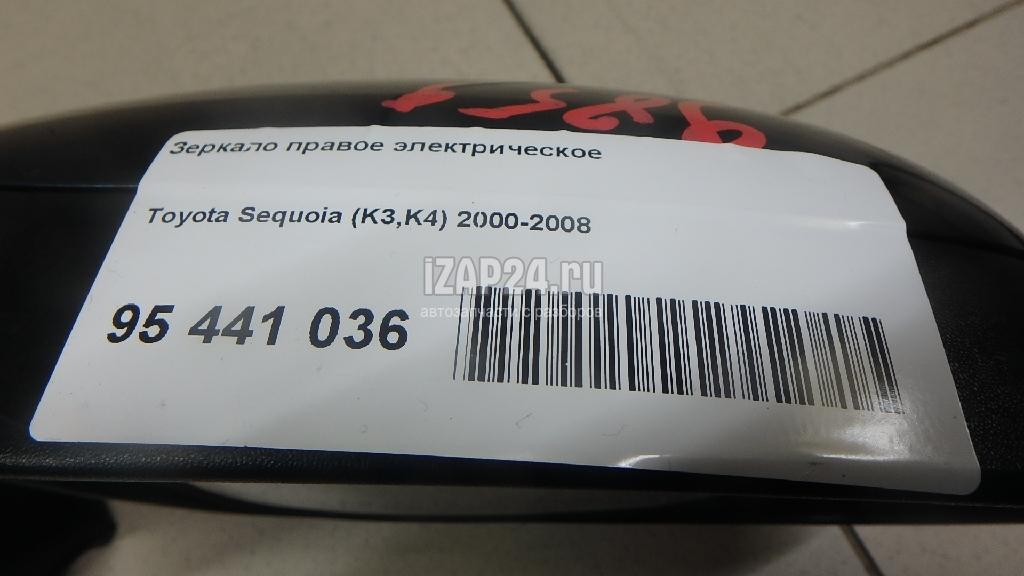 Зеркало правое электрическое
Toyota Sequoia (K3,K4) 2000-2008
iZAP24.ru
автозапчасти с разборов
95 441 036